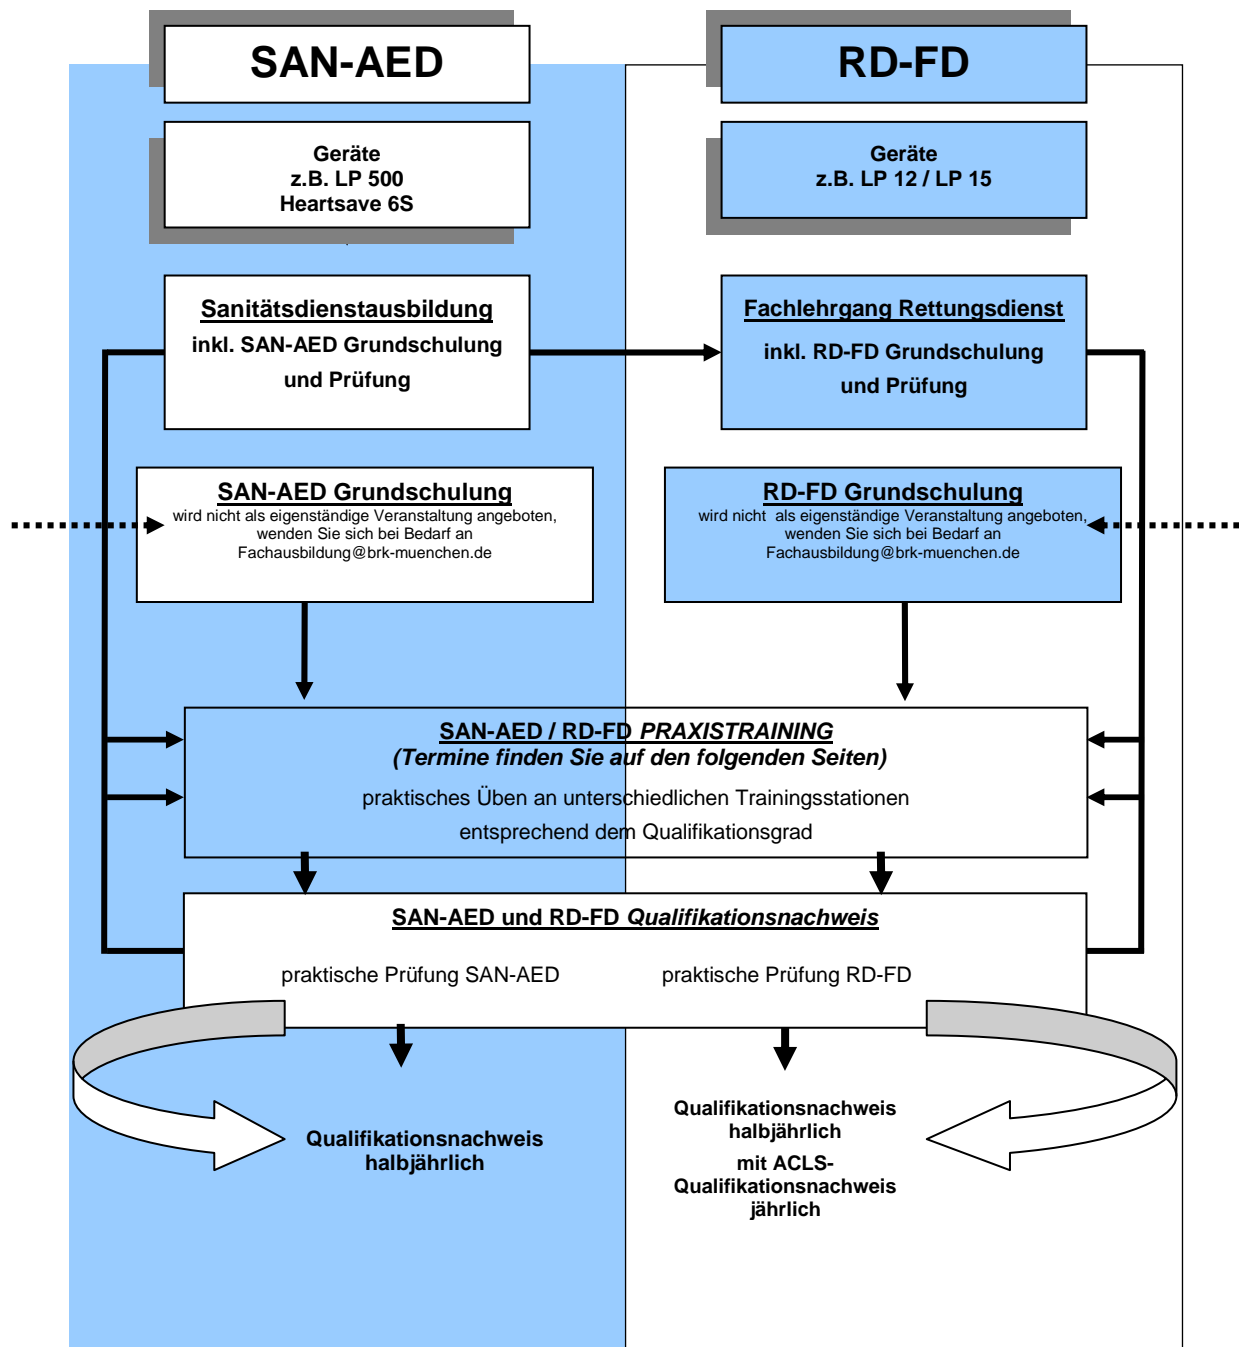 SAN-AED
RD-FD
Geräte
z.B. LP 500
Heartsave 6S
Geräte
z.B. LP 12 / LP 15
Sanitätsdienstausbildung
inkl. SAN-AED Grundschulung
und Prüfung
Fachlehrgang Rettungsdienst
inkl. RD-FD Grundschulung
und Prüfung
SAN-AED Grundschulung
wird nicht als eigenständige Veranstaltung angeboten,
wenden Sie sich bei Bedarf an
Fachausbildung@brk-muenchen.de
RD-FD Grundschulung
wird nicht als eigenständige Veranstaltung angeboten,
wenden Sie sich bei Bedarf an
Fachausbildung@brk-muenchen.de
SAN-AED / RD-FD PRAXISTRAINING
(Termine finden Sie auf den folgenden Seiten)
praktisches Üben an unterschiedlichen Trainingsstationen
entsprechend dem Qualifikationsgrad
SAN-AED und RD-FD Qualifikationsnachweis
praktische Prüfung SAN-AED
praktische Prüfung RD-FD
Qualifikationsnachweis
halbjährlich
Qualifikationsnachweis
halbjährlich
mit ACLS-
Qualifikationsnachweis
jährlich